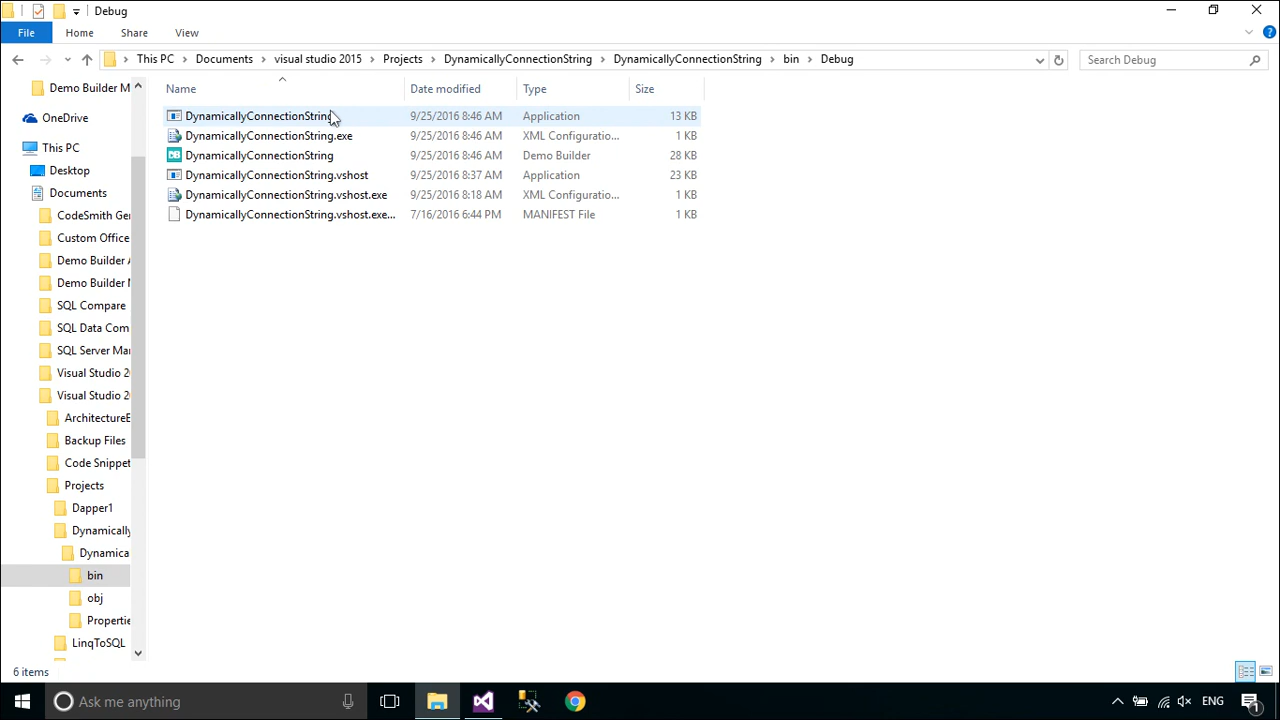 Debug
File Home Share View
This PC Documents visual studio 2015 Projects DynamicallyConnectionString DynamicallyConnectionString bin Debug Search Debug
Name Date modified Type Size
DynamicallyConnectionString 9/25/2016 8:46 AM Application 13 KB
DynamicallyConnectionString.exe 9/25/2016 8:46 AM XML Configuratio... 1 KB
DynamicallyConnectionString 9/25/2016 8:46 AM Demo Builder 28 KB
DynamicallyConnectionString.vshost 9/25/2016 8:37 AM Application 23 KB
DynamicallyConnectionString.vshost.exe 9/25/2016 8:18 AM XML Configuratio... 1 KB
DynamicallyConnectionString.vshost.exe... 7/16/2016 6:44 PM MANIFEST File 1 KB
Demo Builder M
OneDrive
This PC
Desktop
Documents
CodeSmith Ge
Custom Office
Demo Builder
Demo Builder
SQL Compare
SQL Data Com
SQL Server Ma
Visual Studio 2
Visual Studio 2
Architecture
Backup Files
Code Snippet
Projects
Dapper1
Dynamically
Dynamica
bin
obj
Properti
LinqToSQL
6 items
Ask me anything ENG 1